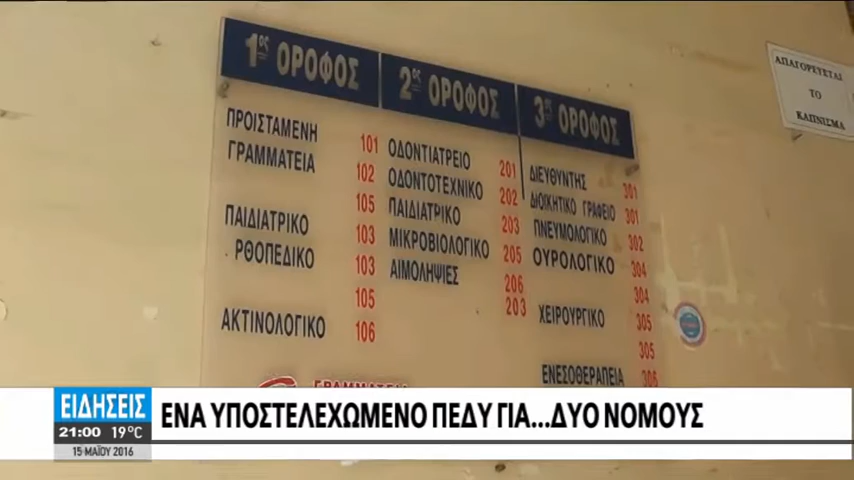 1ος ΟΡΟΦΟΣ
ΠΡΟΙΣΤΑΜΕΝΗ 101
ΓΡΑΜΜΑΤΕΙΑ 102
105
ΠΑΙΔΙΑΤΡΙΚΟ 103
ΡΘΟΠΕΔΙΚΟ 103
105
ΑΚΤΙΝΟΛΟΓΙΚΟ 106
2ος ΟΡΟΦΟΣ
ΟΔΟΝΤΙΑΤΡΕΙΟ 201
ΟΔΟΝΤΟΤΕΧΝΙΚΟ 202
ΠΑΙΔΙΑΤΡΙΚΟ 203
ΜΙΚΡΟΒΙΟΛΟΓΙΚΟ 205
ΑΙΜΟΛΗΨΙΕΣ 206
203
3ος ΟΡΟΦΟΣ
ΔΙΕΥΘΥΝΤΗΣ 301
ΔΙΟΙΚΗΤΙΚΟ ΓΡΑΦΕΙΟ 301
ΠΝΕΥΜΟΛΟΓΙΚΟ 302
ΟΥΡΟΛΟΓΙΚΟ 304
304
ΧΕΙΡΟΥΡΓΙΚΟ 305
305
ΕΝΕΣΟΘΕΡΑΠΕΙΑ 306
ΓΡΑΜΜΑΤΕΙΑ
ΑΠΑΓΟΡΕΥΕΤΑΙ
ΤΟ
ΚΑΠΝΙΣΜΑ
ΕΙΔΗΣΕΙΣ
21:00 19°C
15 ΜΑΪΟΥ 2016
ΕΝΑ ΥΠΟΣΤΕΛΕΧΩΜΕΝΟ ΠΕΔΥ ΓΙΑ...ΔΥΟ ΝΟΜΟΥΣ